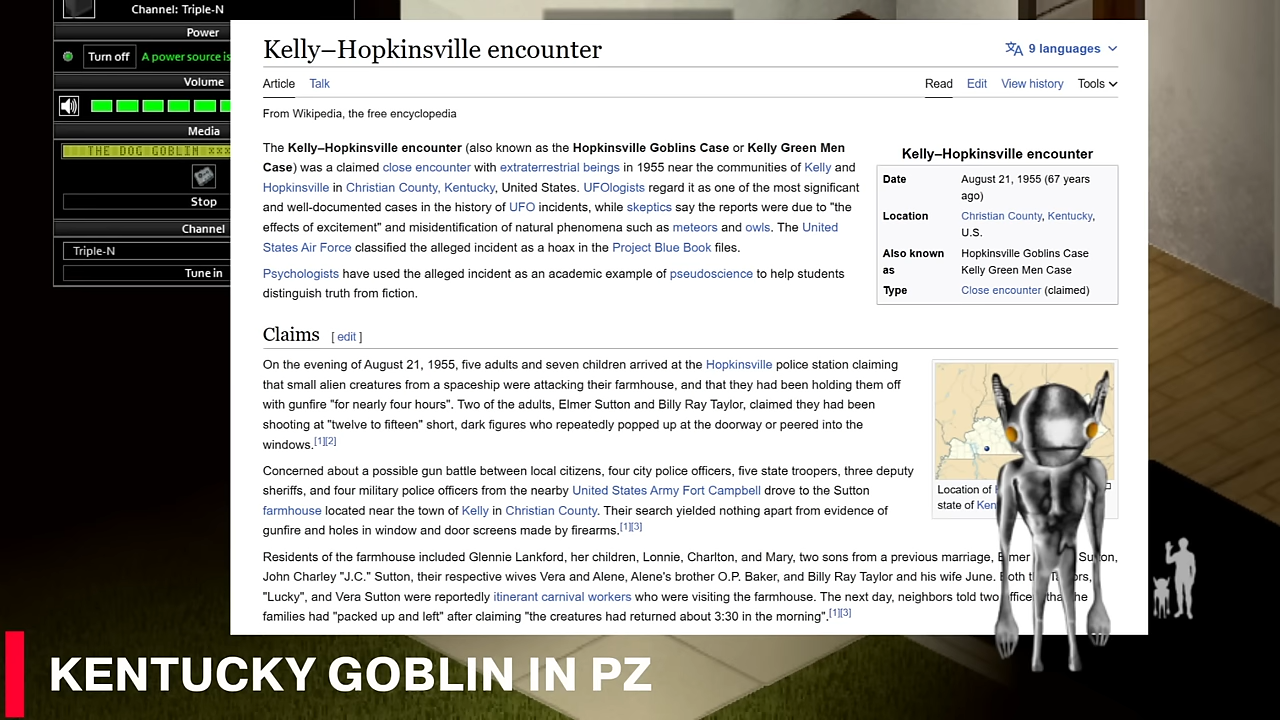 Channel: Triple-N
Power
Turn off
A power source is
Volume
Media
THE DOG GOBLIN ***
Stop
Channel
Triple-N
Tune in
Kelly–Hopkinsville encounter
9 languages
Article Talk
Read Edit View history Tools
From Wikipedia, the free encyclopedia
The Kelly–Hopkinsville encounter (also known as the Hopkinsville Goblins Case or Kelly Green Men
Case) was a claimed close encounter with extraterrestrial beings in 1955 near the communities of Kelly and
Hopkinsville in Christian County, Kentucky, United States. UFOlogists regard it as one of the most significant
and well-documented cases in the history of UFO incidents, while skeptics say the reports were due to "the
effects of excitement" and misidentification of natural phenomena such as meteors and owls. The United
States Air Force classified the alleged incident as a hoax in the Project Blue Book files.
Psychologists have used the alleged incident as an academic example of pseudoscience to help students
distinguish truth from fiction.
Kelly–Hopkinsville encounter
Date August 21, 1955 (67 years
ago)
Location Christian County, Kentucky,
U.S.
Also known Hopkinsville Goblins Case
as Kelly Green Men Case
Type Close encounter (claimed)
Claims [ edit ]
On the evening of August 21, 1955, five adults and seven children arrived at the Hopkinsville police station claiming
that small alien creatures from a spaceship were attacking their farmhouse, and that they had been holding them off
with gunfire "for nearly four hours". Two of the adults, Elmer Sutton and Billy Ray Taylor, claimed they had been
shooting at "twelve to fifteen" short, dark figures who repeatedly popped up at the doorway or peered into the
windows.[1][2]
Location of
state of Ken
Concerned about a possible gun battle between local citizens, four city police officers, five state troopers, three deputy
sheriffs, and four military police officers from the nearby United States Army Fort Campbell drove to the Sutton
farmhouse located near the town of Kelly in Christian County. Their search yielded nothing apart from evidence of
gunfire and holes in window and door screens made by firearms.[1][3]
Residents of the farmhouse included Glennie Lankford, her children, Lonnie, Charlton, and Mary, two sons from a previous marriage, Elmer Sutton,
John Charley "J.C." Sutton, their respective wives Vera and Alene, Alene's brother O.P. Baker, and Billy Ray Taylor and his wife June. Both the Taylors,
"Lucky", and Vera Sutton were reportedly itinerant carnival workers who were visiting the farmhouse. The next day, neighbors told two officers that the
families had "packed up and left" after claiming "the creatures had returned about 3:30 in the morning".[1][3]
KENTUCKY GOBLIN IN PZ